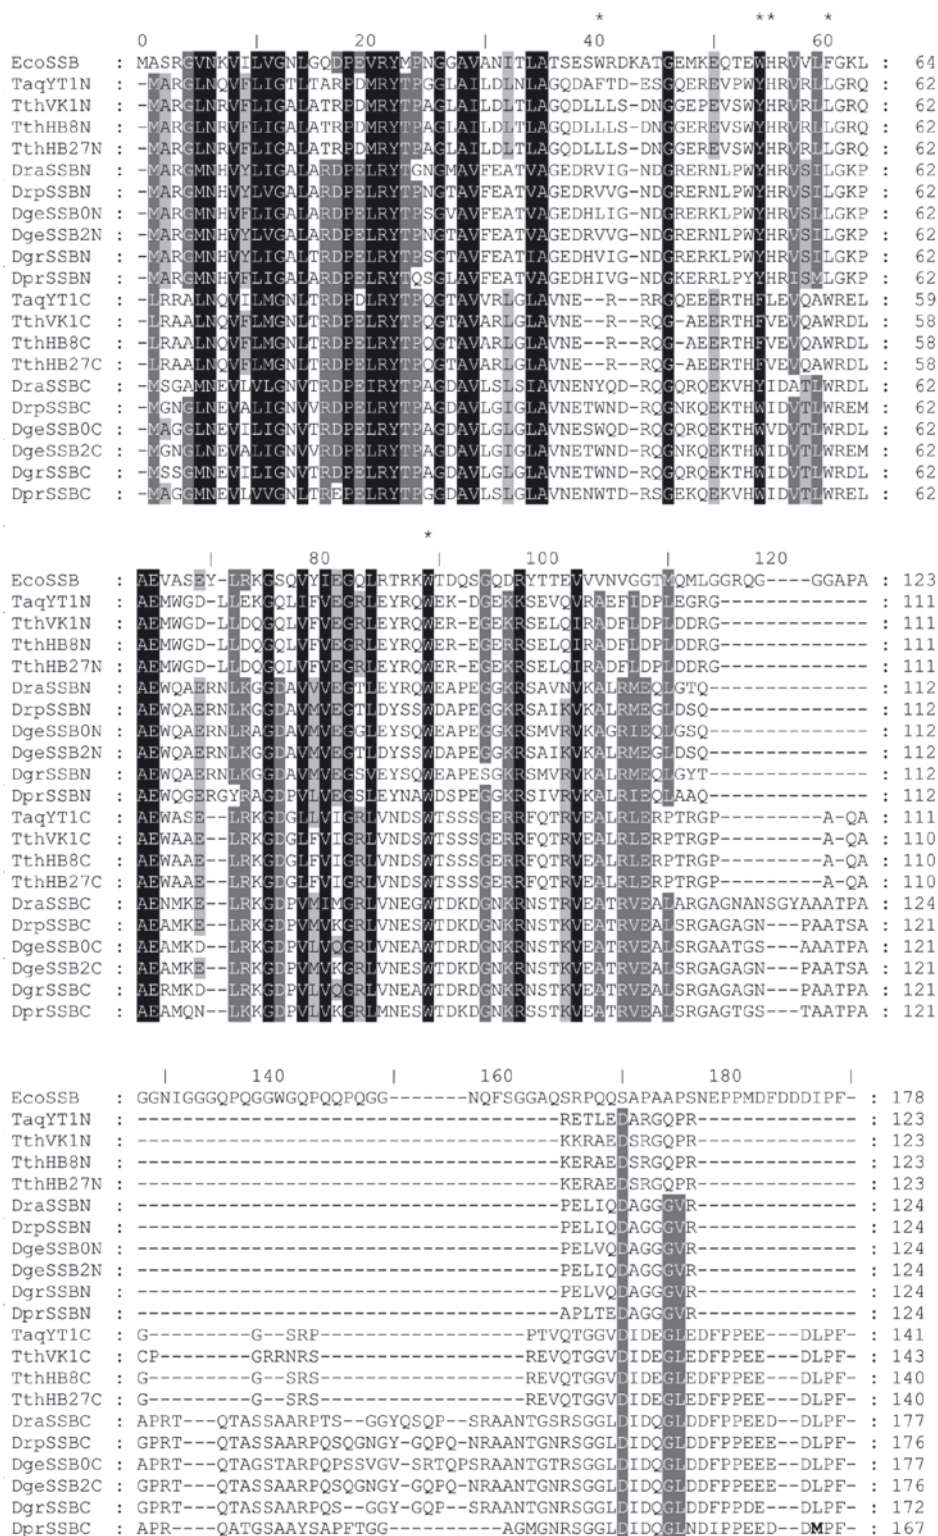 * ** *
0 | 20 | 40 | 60
EcoSSB : MASRGVNKVILVGNLGQDPEVRYMPNGGAVANITLATSESWRDKATGEMKEQTEWHRVVLFGKL : 64
TaqYT1N : -MARGLNQVFLIGTLTARPDMRYTPGGLAILDLNLAGQDAFTD-ESGQEREVPWYHRVRLLGRQ : 62
TthVK1N : -MARGLNRVFLIGALATRPDMRYTPAGLAILDLTLAGQDLLLS-DNGGEPEVSWYHRVRLLGRQ : 62
TthHB8N : -MARGLNRVFLIGALATRPDMRYTPAGLAILDLTLAGQDLLLS-DNGGEREVSWYHRVRLLGRQ : 62
TthHB27N : -MARGLNRVFLIGALATRPDMRYTPAGLAILDLTLAGQDLLLS-DNGGEREVSWYHRVRLLGRQ : 62
DraSSBN : -MARGMNHVYLIGALARDPELRYTGNGMAVFEATVAGEDRVIG-NDGRERNLPWYHRVSILGKP : 62
DrpSSBN : -MARGMNHVFLVGALARDPELRYTPNGTAVFEATVAGEDRVVG-NDGRERNLPWYHRVSILGKP : 62
DgeSSB0N : -MARGMNHVFLIGALARDPELRYTPSGVAVFEATVAGEDHLIG-NDGRERKLPWYHRVSLLGKP : 62
DgeSSB2N : -MARGMNHVYLVGALARDPELRYTPNGTAVFEATVAGEDRVVG-NDGRERNLPWYHRVSILGKP : 62
DgrSSBN : -MARGMNHVYLIGALARDPELRYTPSGTAVFEATIAGEDHVIG-NDGRERKLPWYHRVSILGKP : 62
DprSSBN : -MARGMNHVYLIGALARDPELRYTQSGLAVFEATVAGEDHIVG-NDGKERRLPYYHRVSMLGKP : 62
TaqYT1C : -LRRALNQVILMGNLTRDPDLRYTPQGTAVVRLGLAVNE--R--RRGQEEERTHFLEVQAWREL : 59
TthVK1C : -LRAALNQVFLMGNLTRDPELRYTPQGTAVARLGLAVNE--R--RQG-AEERTHFVEVQAWRDL : 58
TthHB8C : -LRAALNQVFLMGNLTRDPELRYTPQGTAVARLGLAVNE--R--RQG-AEERTHFVEVQAWRDL : 58
TthHB27C : -LRAALNQVFLMGNLTRDPELRYTPQGTAVARLGLAVNE--R--RQG-AEERTHFVEVQAWRDL : 58
DraSSBC : -MSGAMNEVLVLGNVTRDPEIRYTPAGDAVLSLSIAVNENYQD-RQGQRQEKVHYIDATLWRDL : 62
DrpSSBC : -MGNGLNEVALIGNVVRDPELRYTPAGDAVLGIGLAVNETWND-RQGNKQEKTHWIDVTLWREM : 62
DgeSSB0C : -MAGGLNEVILIGNVTRDPELRYTPAGDAVLGLGLAVNESWQD-RQGQRQEKTHWVDVTLWRDL : 62
DgeSSB2C : -MGNGLNEVALIGNVVRDPELRYTPAGDAVLGIGLAVNETWND-RQGNKQEKTHWIDVTLWREM : 62
DgrSSBC : -MSSGMNEVYLIGNVTRDPELRYTPAGDAVLGIGLAVNETWND-RQGQRQEKTHWIDVTLWRDL : 62
DprSSBC : -MAGGMNEVLVVGNLTREPELRYTPGGDAVLSLGLAVNENWTD-RSGEKQEKVHWIDVTLWREL : 62
*
| 80 | 100 | 120
EcoSSB : AEVASEY-LRKGSQVYIEGQLRTRKWTDQSGQDRYTTEVVVNVGGTMQMLGGRQG----GGAPA : 123
TaqYT1N : AEMWGD-LLEKGQLIFVEGRLEYRQWEK-DGEKKSEVQVRAEFIDPLEGRG------------- : 111
TthVK1N : AEMWGD-LLDQGQLVFVEGRLEYRQWER-EGEKRSELQIRADFLDPLDDRG------------- : 111
TthHB8N : AEMWGD-LLDQGQLVFVEGRLEYRQWER-EGEKRSELQIRADFLDPLDDRG------------- : 111
TthHB27N : AEMWGD-LLDQGQLVFVEGRLEYRQWER-EGEKRSELQIRADFLDPLDDRG------------- : 111
DraSSBN : AEWQAERNLKGGDAVVVEGTLEYRQWEAPEGGKRSAVNVKALRMEQLGTQ-------------- : 112
DrpSSBN : AEWQAERNLKGGDAVMVEGTLDYSSWDAPEGGKRSAIKVKALRMEGLDSQ-------------- : 112
DgeSSB0N : AEWQAERNLRAGDAVMVEGGLEYSQWEAPEGGKRSMVRVKAGRIEQLGSQ-------------- : 112
DgeSSB2N : AEWQAERNLKGGDAVMVEGTLDYSSWDAPEGGKRSAIKVKALRMEGLDSQ-------------- : 112
DgrSSBN : AEWQAERNLKGGDAVMVEGSVEYSQWEAPESGKRSMVRVKALRMEQLGYT-------------- : 112
DprSSBN : AEWQGERGYRAGDPVLVEGSLEYNAWDSPEGGKRSIVRVKALRIEQLAAQ-------------- : 112
TaqYT1C : AEWASE--LRKGDGLLVIGRLVNDSWTSSSGERRFQTRVEALRLERPTRGP---------A-QA : 111
TthVK1C : AEWAAE--LRKGDGLFVIGRLVNDSWTSSSGERRFQTRVEALRLERPTRGP---------A-QA : 110
TthHB8C : AEWAAE--LRKGDGLFVIGRLVNDSWTSSSGERRFQTRVEALRLERPTRGP---------A-QA : 110
TthHB27C : AEWAAE--LRKGDGLFVIGRLVNDSWTSSSGERRFQTRVEALRLERPTRGP---------A-QA : 110
DraSSBC : AENMKE--LRKGDPVMIMGRLVNEGWTDKDGNKRNSTRVEATRVEALARGAGNANSGYAAATPA : 124
DrpSSBC : AEAMKE--LRKGDPVMVKGRLVNESWTDKDGNKRNSTKVEATRVEALSRGAGAGN---PAATSA : 121
DgeSSB0C : AEAMKD--LRKGDPVLVQGRLVNEAWTDRDGNKRNSTKVEATRVEALSRGAATGS---AAATPA : 121
DgeSSB2C : AEAMKE--LRKGDPVMVKGRLVNESWTDKDGNKRNSTKVEATRVEALSRGAGAGN---PAATSA : 121
DgrSSBC : AERMKD--LRKGDPVLVQGRLVNEAWTDRDGNKRNSTKVEATRVEALSRGAGAGN---PAATPA : 121
DprSSBC : AEAMQN--LRKGDPVLVKGRLMNESWTDKDGNKRSSTKVEATRVEALSRGAGTGS---TAATPA : 121
| 140 | 160 | 180 |
EcoSSB : GGNIGGGQPQGGWGQPQQPQGG-------NQFSGGAQSRPQQSAPAAPSNEPPMDFDDDIPF- : 178
TaqYT1N : -------------------------------------RETLEDARGQPR-------------- : 123
TthVK1N : -------------------------------------KKRAEDSRGQPR-------------- : 123
TthHB8N : -------------------------------------KERAEDSRGQPR-------------- : 123
TthHB27N : -------------------------------------KERAEDSRGQPR-------------- : 123
DraSSBN : -------------------------------------PELIQDAGGGVR-------------- : 124
DrpSSBN : -------------------------------------PELIQDAGGGVR-------------- : 124
DgeSSB0N : -------------------------------------PELVQDAGGGVR-------------- : 124
DgeSSB2N : -------------------------------------PELIQDAGGGVR-------------- : 124
DgrSSBN : -------------------------------------PELVQDAGGGVR-------------- : 124
DprSSBN : -------------------------------------APLTEDAGGGVR-------------- : 124
TaqYT1C : G---------G--SRP------------------PTVQTGGVDIDEGLEDFPPEE---DLPF- : 141
TthVK1C : CP---------GRRNRS------------------REVQTGGVDIDEGLEDFPPEE---DLPF- : 143
TthHB8C : G---------G--SRS------------------REVQTGGVDIDEGLEDFPPEE---DLPF- : 140
TthHB27C : G---------G--SRS------------------REVQTGGVDIDEGLEDFPPEE---DLPF- : 140
DraSSBC : APRT---QTASSAARPTS--GGYQSQP--SRAANTGSRSGGLDIDQGLDDFPPEED--DLPF- : 177
DrpSSBC : GPRT---QTASSAARPQSQGNGY-GQPQ-NRAANTGNRSGGLDIDQGLDDFPPEEE--DLPF- : 176
DgeSSB0C : APRT---QTAGSTARPQPSSVGV-SRTQPSRAANTGNRSGGLDIDQGLDDFPPEEE--DLPF- : 177
DgeSSB2C : GPRT---QTASSAARPQSQGNGY-GQPQ-NRAANTGNRSGGLDIDQGLDDFPPEEE--DLPF- : 176
DgrSSBC : GPRT---QTASSAARPQS--GGY-GQP--SRAANTGNRSGGLDIDQGLDDFPPDE---DLPF- : 172
DprSSBC : APR----QATGSNAAYSAPFTGG--------AGMGNRSGGLDIDQGLNDIPPEED--DMPF- : 167